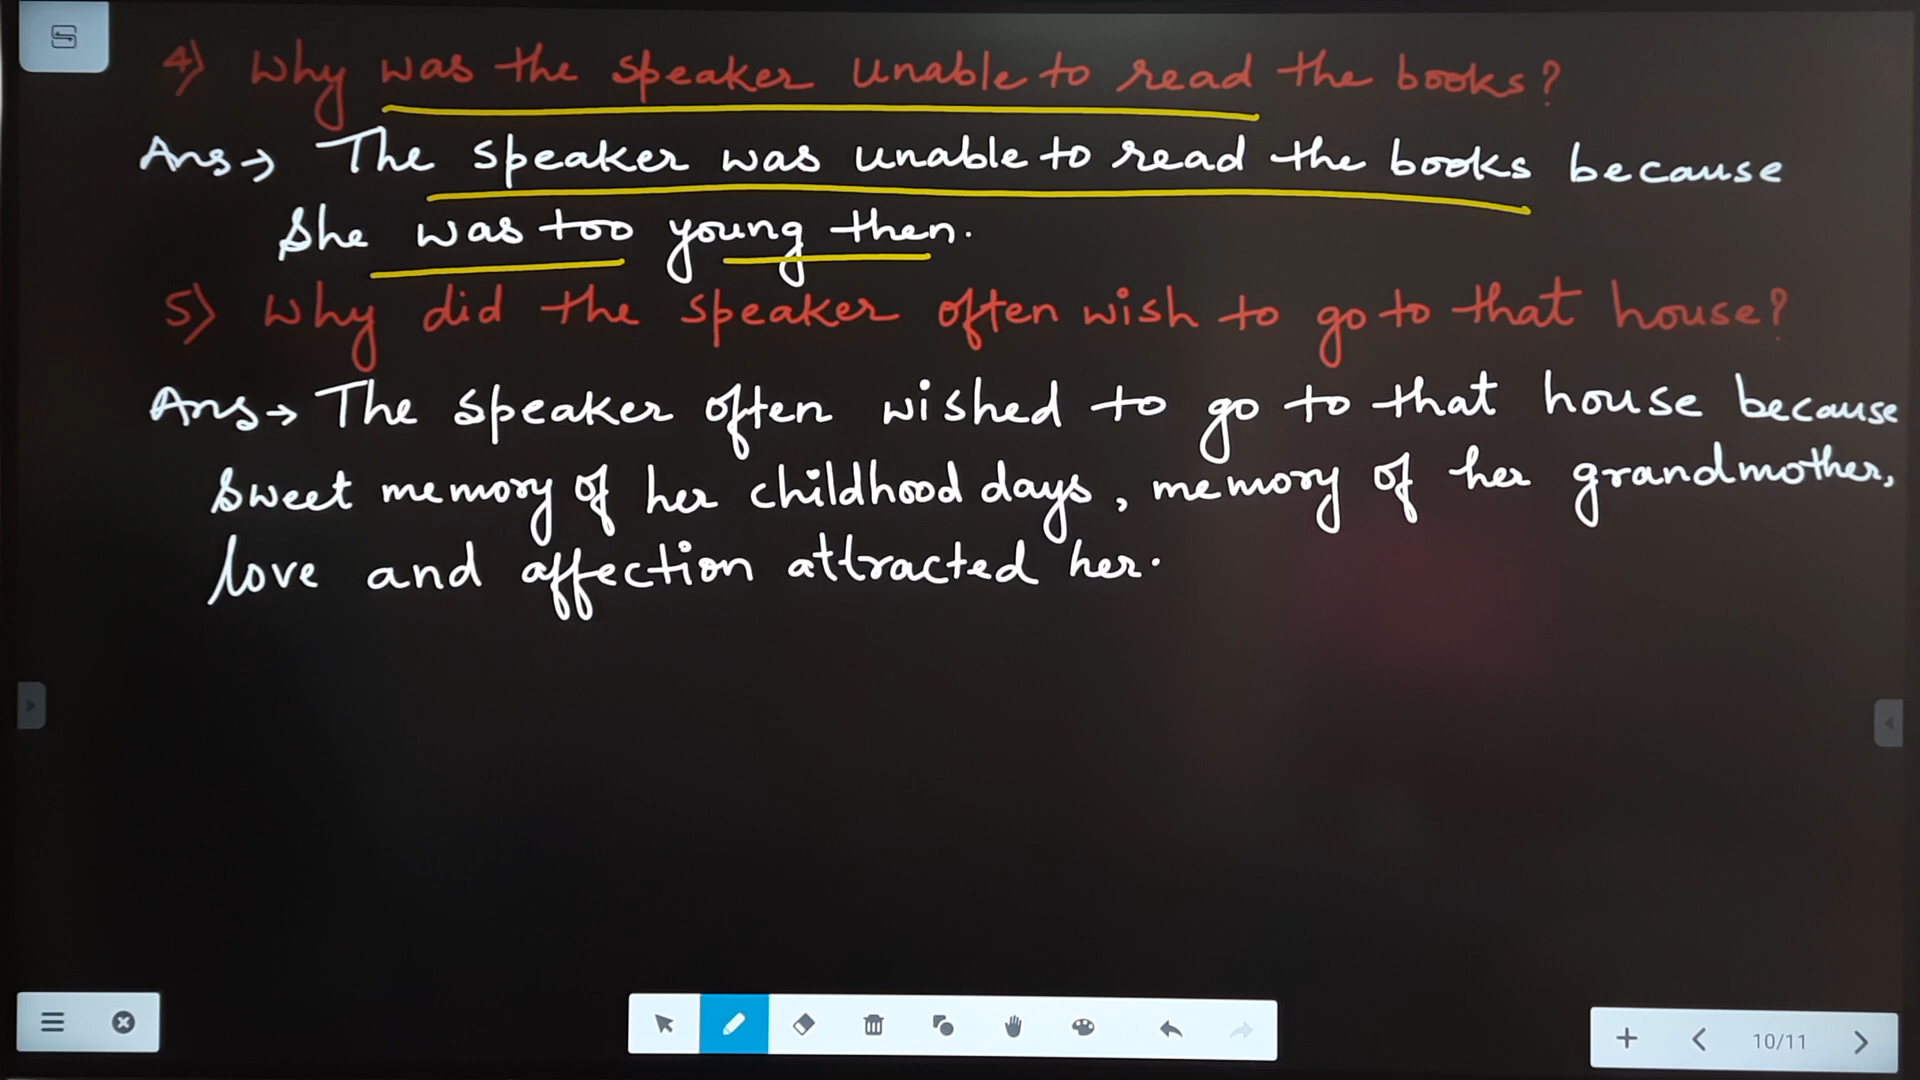 4) Why was the speaker unable to read the books?
Ans→ The speaker was unable to read the books because
she was too young then.
5) Why did the speaker often wish to go to that house?
Ans→ The speaker often wished to go to that house because
sweet memory of her childhood days, memory of her grandmother,
love and affection attracted her.
10/11